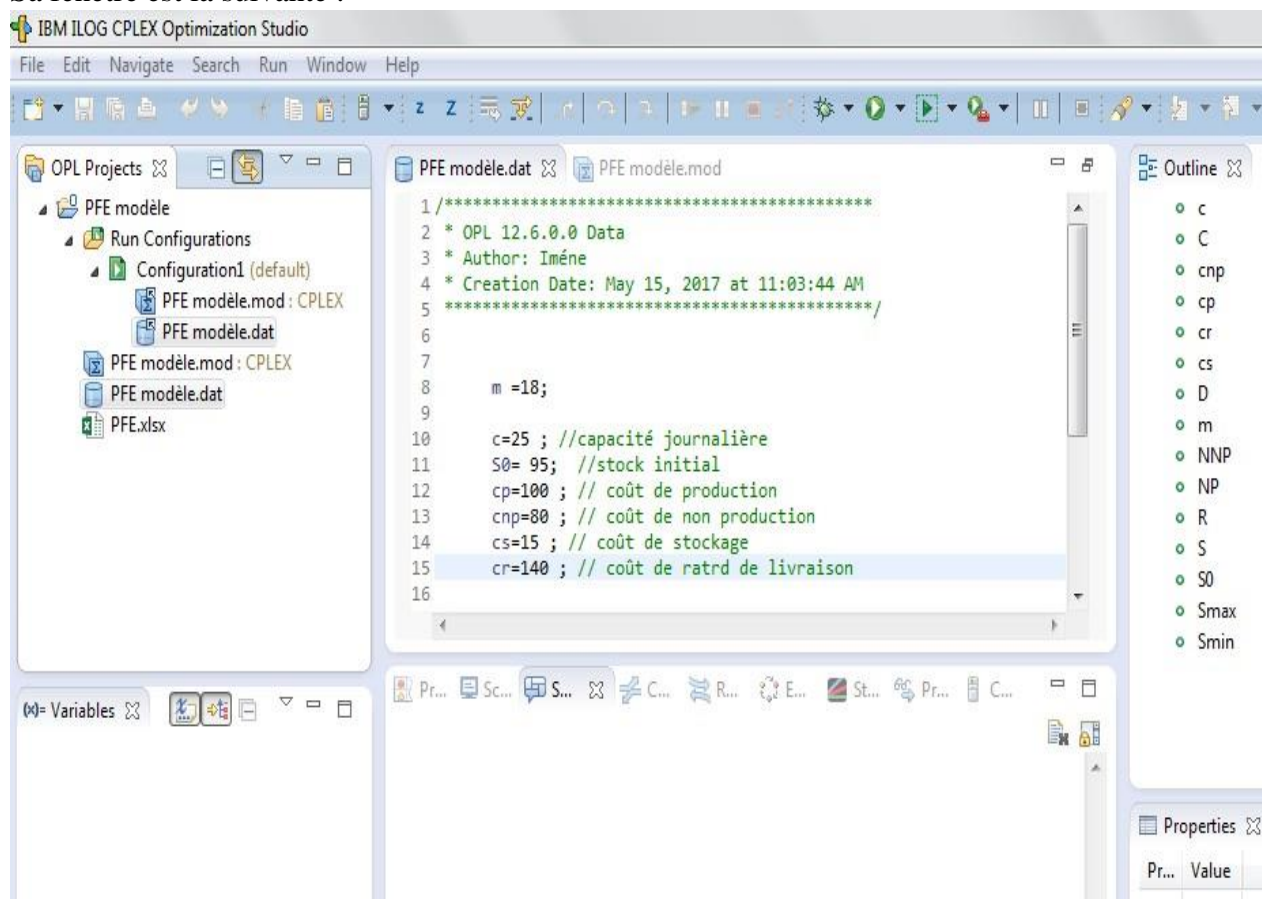 Sa fenêtre est la suivante :
IBM ILOG CPLEX Optimization Studio
File Edit Navigate Search Run Window Help
OPL Projects
PFE modèle
Run Configurations
Configuration1 (default)
PFE modèle.mod : CPLEX
PFE modèle.dat
PFE modèle.mod : CPLEX
PFE modèle.dat
PFE.xlsx
PFE modèle.dat PFE modèle.mod
1 /*********************************************
2 * OPL 12.6.0.0 Data
3 * Author: Iméne
4 * Creation Date: May 15, 2017 at 11:03:44 AM
5 *********************************************/
6
7
8 m =18;
9
10 c=25 ; //capacité journalière
11 S0= 95; //stock initial
12 cp=100 ; // coût de production
13 cnp=80 ; // coût de non production
14 cs=15 ; // coût de stockage
15 cr=140 ; // coût de ratrd de livraison
16
Outline
c
C
cnp
cp
cr
cs
D
m
NNP
NP
R
S
S0
Smax
Smin
(x)= Variables
Pr... Sc... S... C... R... E... St... Pr... C...
Properties
Pr... Value